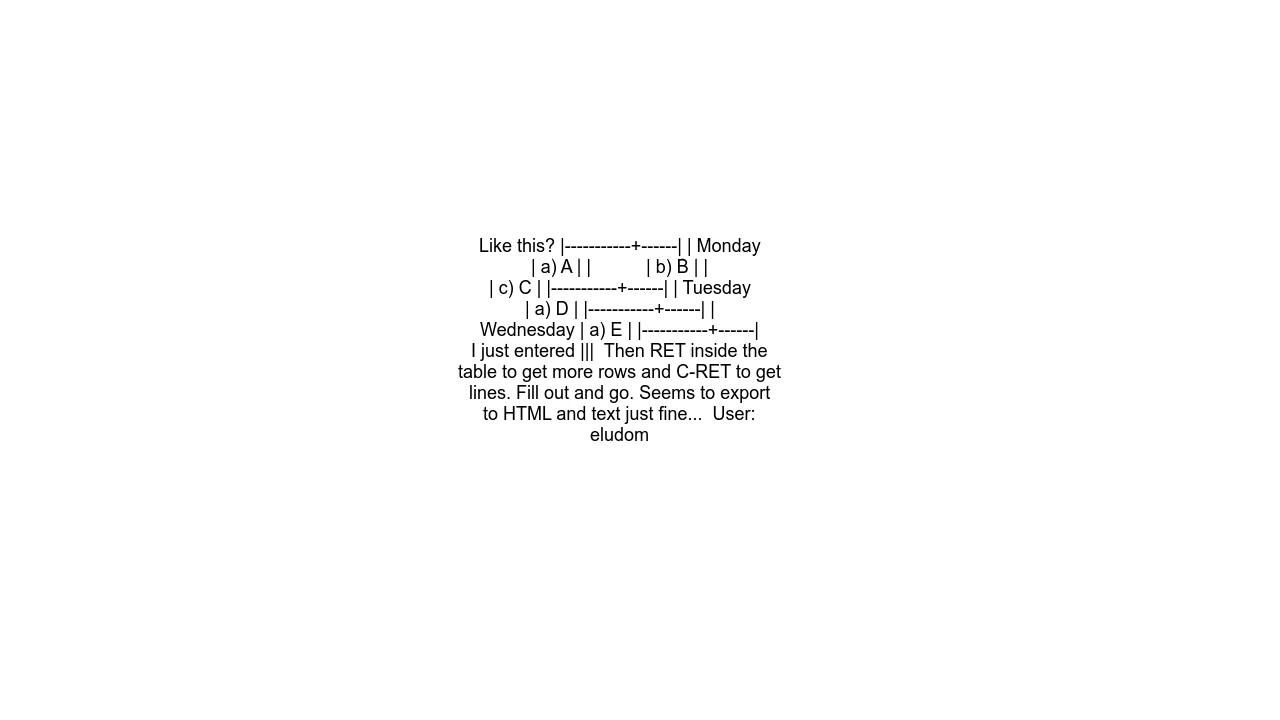 Like this? |-----------+------| | Monday
| a) A | |           | b) B | |
| c) C | |-----------+------| | Tuesday
| a) D | |-----------+------| |
Wednesday | a) E | |-----------+------|
I just entered |||  Then RET inside the
table to get more rows and C-RET to get
lines. Fill out and go. Seems to export
to HTML and text just fine...  User:
eludom